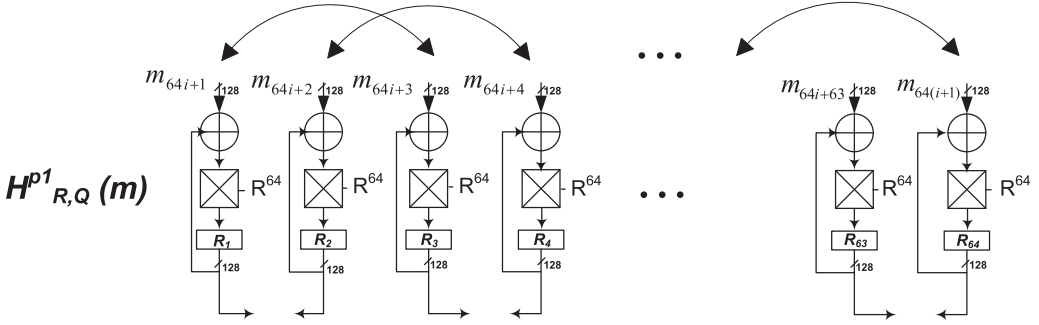 m64i+1 m64i+2 m64i+3 m64i+4 ... m64i+63 m64(i+1)
128 128 128 128 128 128
H^p1_R,Q (m) R^64 R^64 R^64 R^64 ... R^64 R^64
R1 R2 R3 R4 R63 R64
128 128 128 128 128 128